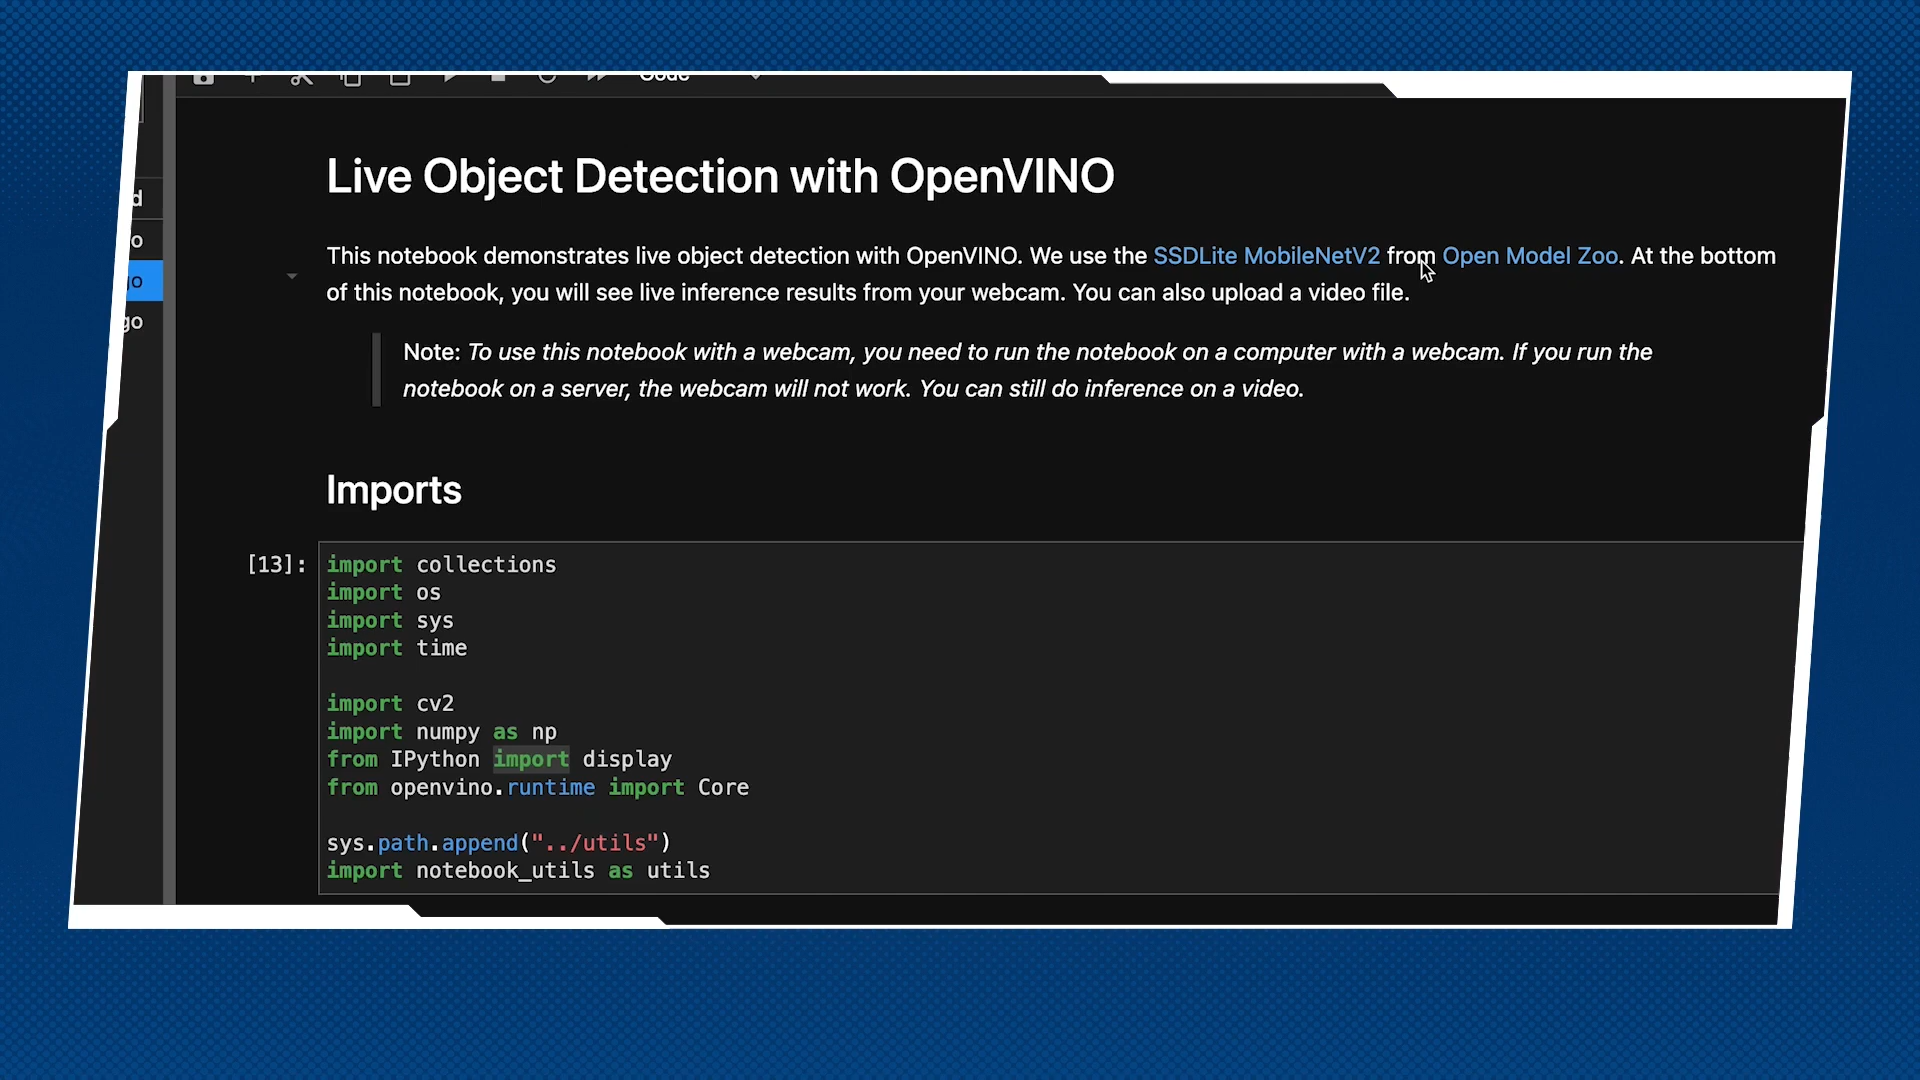 Code
Live Object Detection with OpenVINO
This notebook demonstrates live object detection with OpenVINO. We use the SSDLite MobileNetV2 from Open Model Zoo. At the bottom
of this notebook, you will see live inference results from your webcam. You can also upload a video file.
Note: To use this notebook with a webcam, you need to run the notebook on a computer with a webcam. If you run the
notebook on a server, the webcam will not work. You can still do inference on a video.
Imports
[13]:
import collections
import os
import sys
import time
import cv2
import numpy as np
from IPython import display
from openvino.runtime import Core
sys.path.append("../utils")
import notebook_utils as utils
d
o
go
go